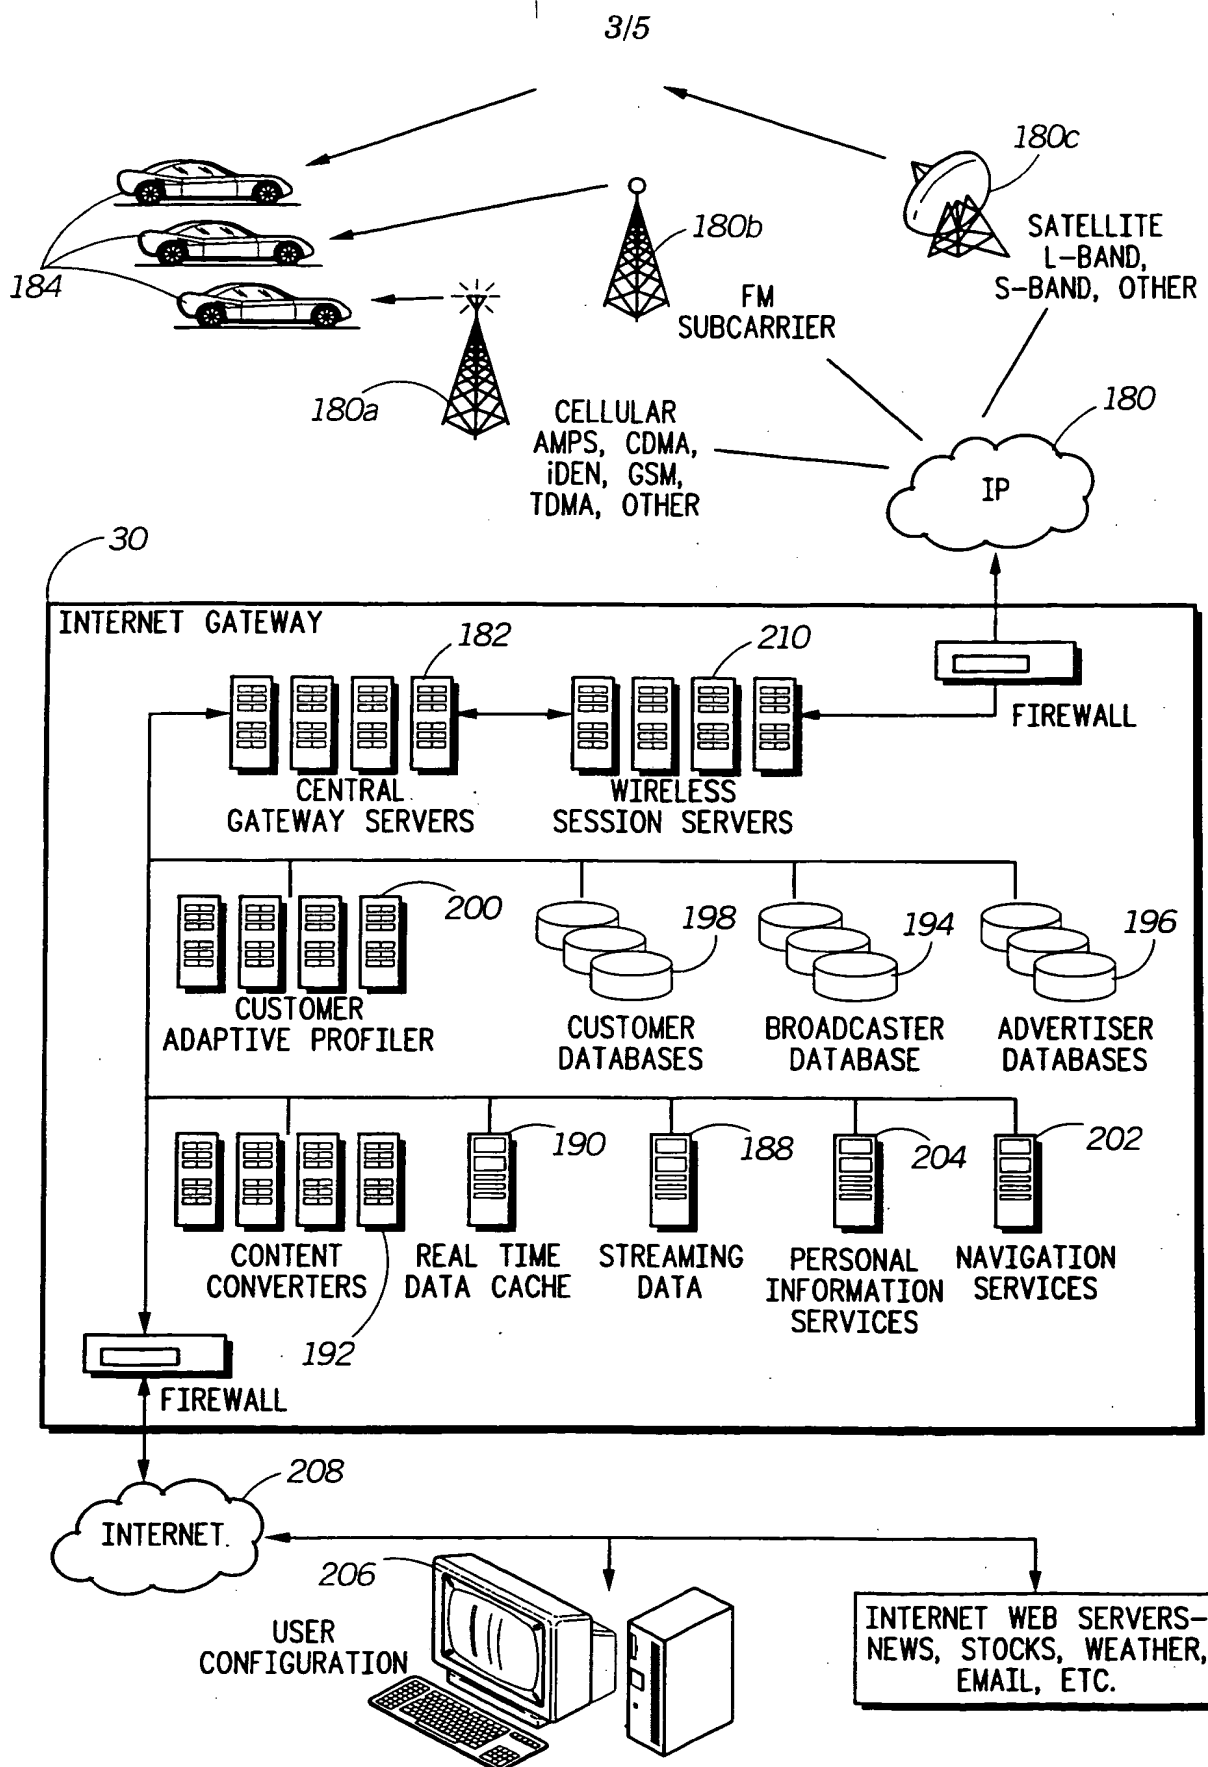 3/5
180c
SATELLITE
L-BAND,
S-BAND, OTHER
180b
FM
SUBCARRIER
184
180a
CELLULAR
AMPS, CDMA,
iDEN, GSM,
TDMA, OTHER
180
IP
30
INTERNET GATEWAY
182
210
FIREWALL
CENTRAL
GATEWAY SERVERS
WIRELESS
SESSION SERVERS
200
198
194
196
CUSTOMER
ADAPTIVE PROFILER
CUSTOMER
DATABASES
BROADCASTER
DATABASE
ADVERTISER
DATABASES
190
188
204
202
CONTENT
CONVERTERS
REAL TIME
DATA CACHE
STREAMING
DATA
PERSONAL
INFORMATION
SERVICES
NAVIGATION
SERVICES
192
FIREWALL
208
INTERNET
206
USER
CONFIGURATION
INTERNET WEB SERVERS-
NEWS, STOCKS, WEATHER,
EMAIL, ETC.